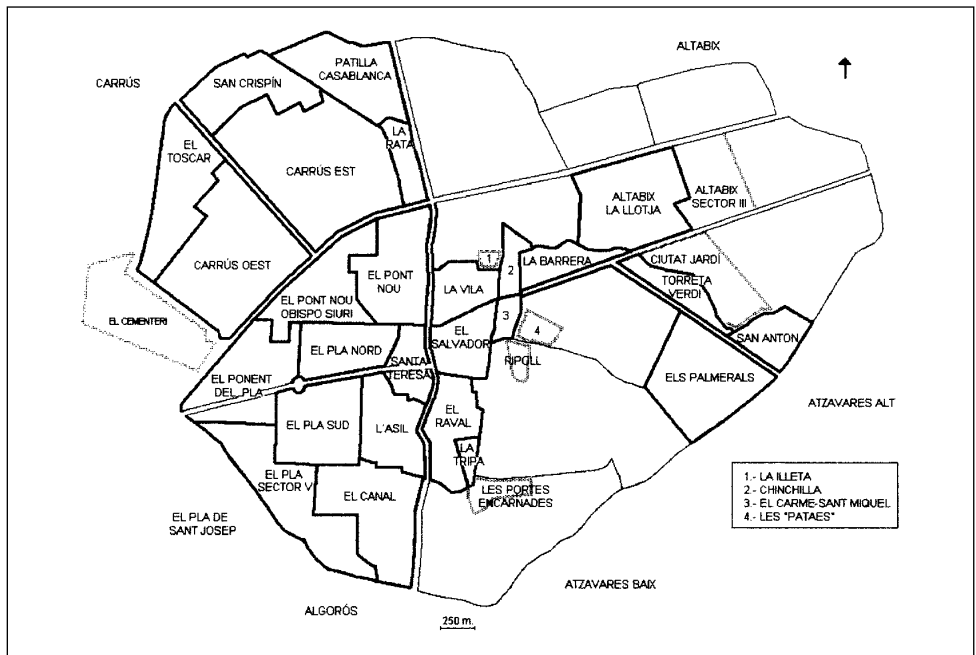 ALTABIX
CARRÚS
PATILLA
CASABLANCA
SAN CRISPÍN
LA
RATA
EL
TOSCAR
CARRÚS EST
ALTABIX
LA LLOTJA
ALTABIX
SECTOR III
CARRÚS OEST
EL PONT
NOU
1
2
LA BARRERA
CIUTAT JARDÍ
TORRETA
VERDI
LA VILA
EL PONT NOU
OBISPO SIURI
3
4
EL CEMENTERI
EL
SALVADOR
SAN ANTON
EL PLA NORD
SANTA
TERESA
RIPOLL
ELS PALMERALS
EL PONENT
DEL PLA
ATZAVARES ALT
EL PLA SUD
L'ASIL
EL
RAVAL
LA
TRIPA
EL PLA
SECTOR V
EL CANAL
LES PORTES
ENCARNADES
1.- LA ILLETA
2.- CHINCHILLA
3.- EL CARME-SANT MIQUEL
4.- LES "PATAES"
EL PLA DE
SANT JOSEP
ATZAVARES BAIX
ALGORÓS
250 m.